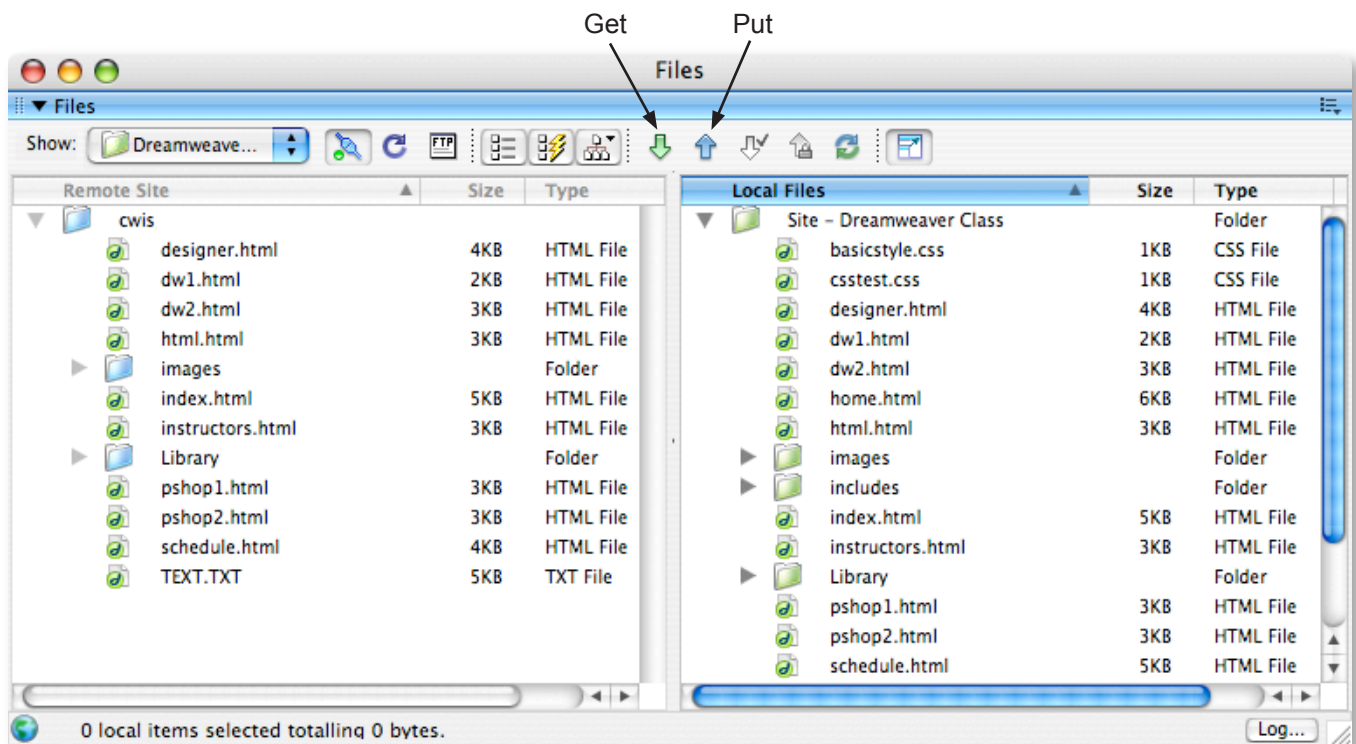 Get Put
Files
Files
Show: Dreamweave... FTP
Remote Site Size Type
cwis
designer.html 4KB HTML File
dw1.html 2KB HTML File
dw2.html 3KB HTML File
html.html 3KB HTML File
images Folder
index.html 5KB HTML File
instructors.html 3KB HTML File
Library Folder
pshop1.html 3KB HTML File
pshop2.html 3KB HTML File
schedule.html 4KB HTML File
TEXT.TXT 5KB TXT File
Local Files Size Type
Site – Dreamweaver Class Folder
basicstyle.css 1KB CSS File
csstest.css 1KB CSS File
designer.html 4KB HTML File
dw1.html 2KB HTML File
dw2.html 3KB HTML File
home.html 6KB HTML File
html.html 3KB HTML File
images Folder
includes Folder
index.html 5KB HTML File
instructors.html 3KB HTML File
Library Folder
pshop1.html 3KB HTML File
pshop2.html 3KB HTML File
schedule.html 5KB HTML File
0 local items selected totalling 0 bytes. Log...